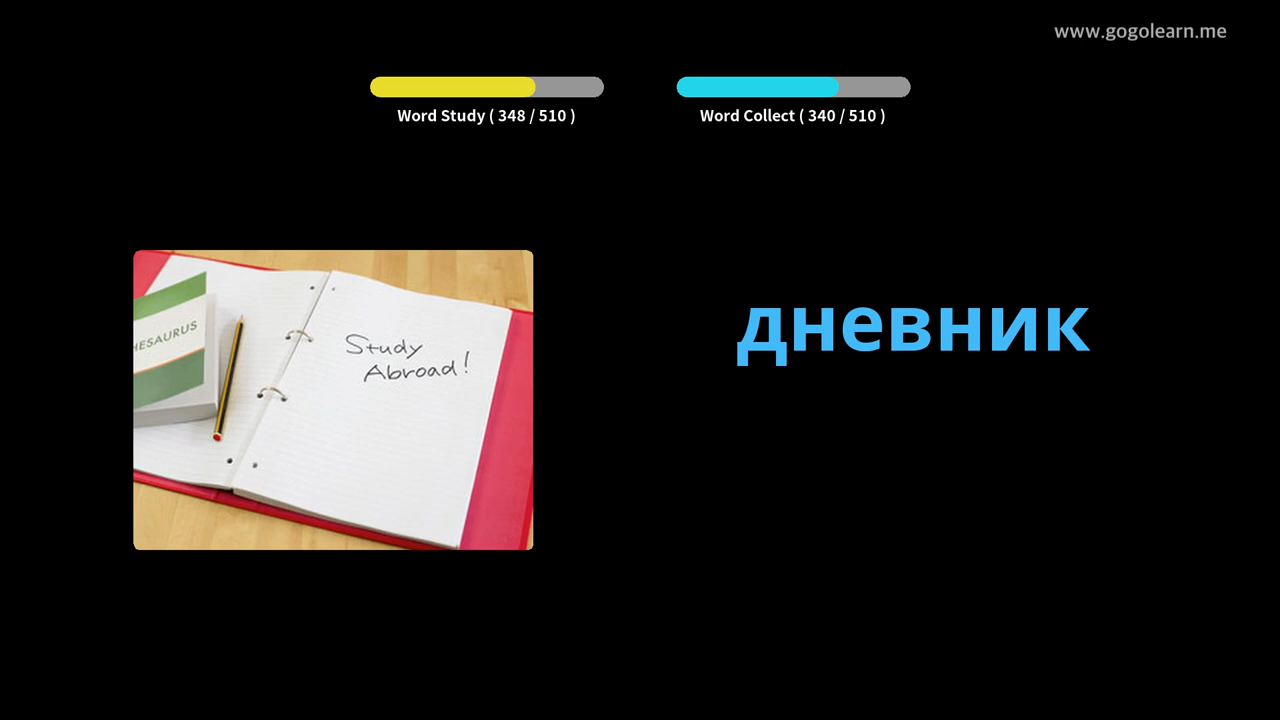 www.gogolearn.me
Word Study ( 348 / 510 )
Word Collect ( 340 / 510 )
HESAURUS
Study
Abroad!
дневник